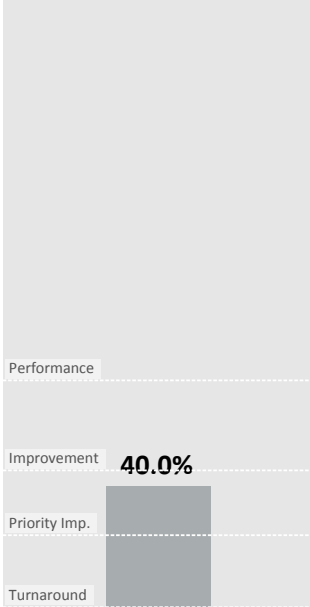 Performance
Improvement
40.0%
Priority Imp.
Turnaround